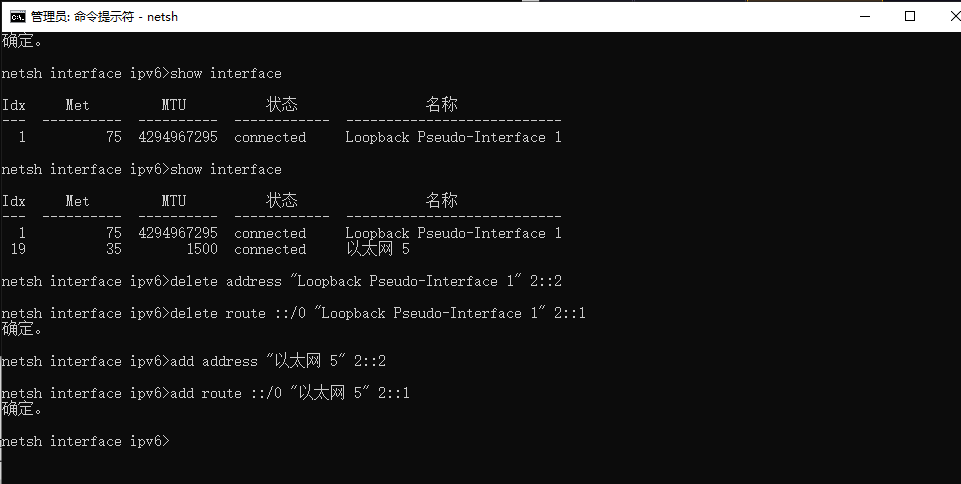 管理员: 命令提示符 - netsh
确定。
netsh interface ipv6>show interface
Idx     Met         MTU          状态                名称
---  ----------  ----------  ------------  ---------------------------
  1          75  4294967295  connected     Loopback Pseudo-Interface 1
netsh interface ipv6>show interface
Idx     Met         MTU          状态                名称
---  ----------  ----------  ------------  ---------------------------
  1          75  4294967295  connected     Loopback Pseudo-Interface 1
 19          35        1500  connected     以太网 5
netsh interface ipv6>delete address "Loopback Pseudo-Interface 1" 2::2
netsh interface ipv6>delete route ::/0 "Loopback Pseudo-Interface 1" 2::1
确定。
netsh interface ipv6>add address "以太网 5" 2::2
netsh interface ipv6>add route ::/0 "以太网 5" 2::1
确定。
netsh interface ipv6>